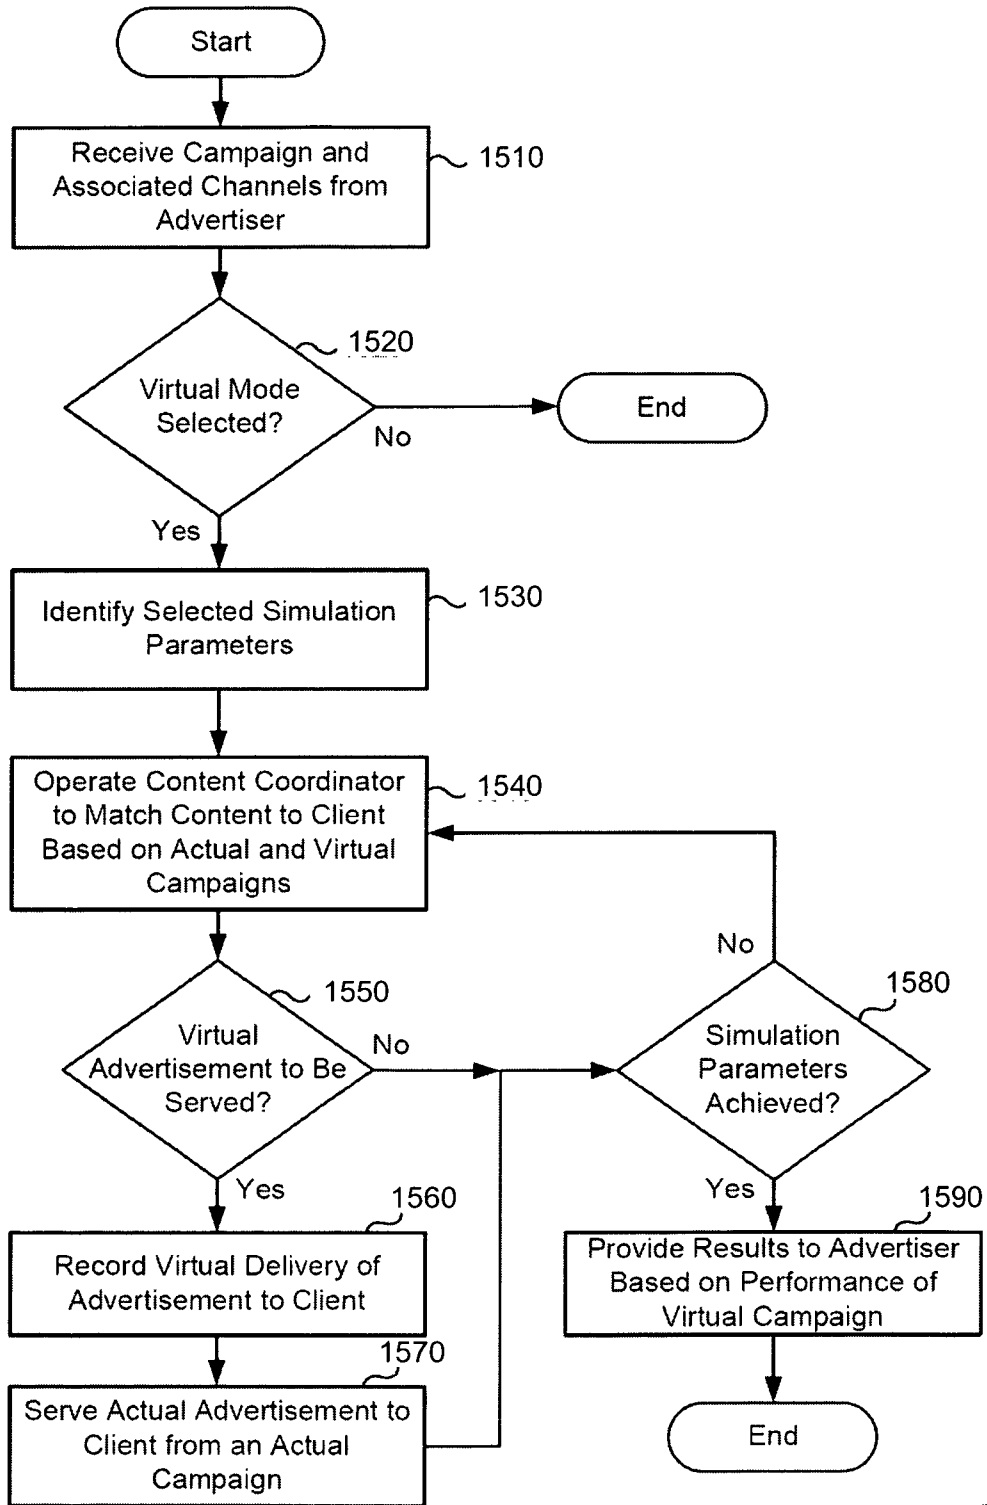 Start
Receive Campaign and
Associated Channels from
Advertiser
1510
1520
Virtual Mode
Selected?
No
End
Yes
Identify Selected Simulation
Parameters
1530
Operate Content Coordinator
to Match Content to Client
Based on Actual and Virtual
Campaigns
1540
1550
Virtual
Advertisement to Be
Served?
No
Yes
1560
Record Virtual Delivery of
Advertisement to Client
1570
Serve Actual Advertisement to
Client from an Actual
Campaign
No
1580
Simulation
Parameters
Achieved?
Yes
1590
Provide Results to Advertiser
Based on Performance of
Virtual Campaign
End